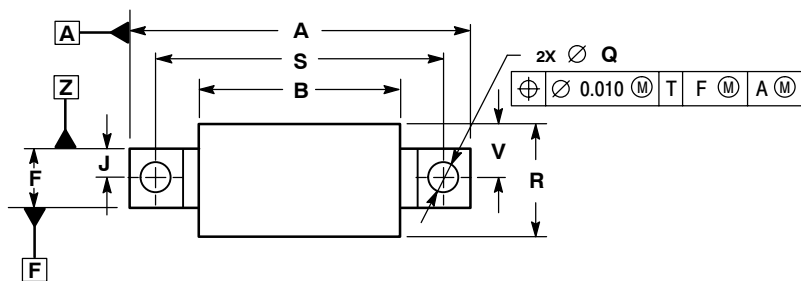 A A
S
2X ∅ Q
Z B
⌖ ∅ 0.010 Ⓜ T F Ⓜ A Ⓜ
V
J
F R
F